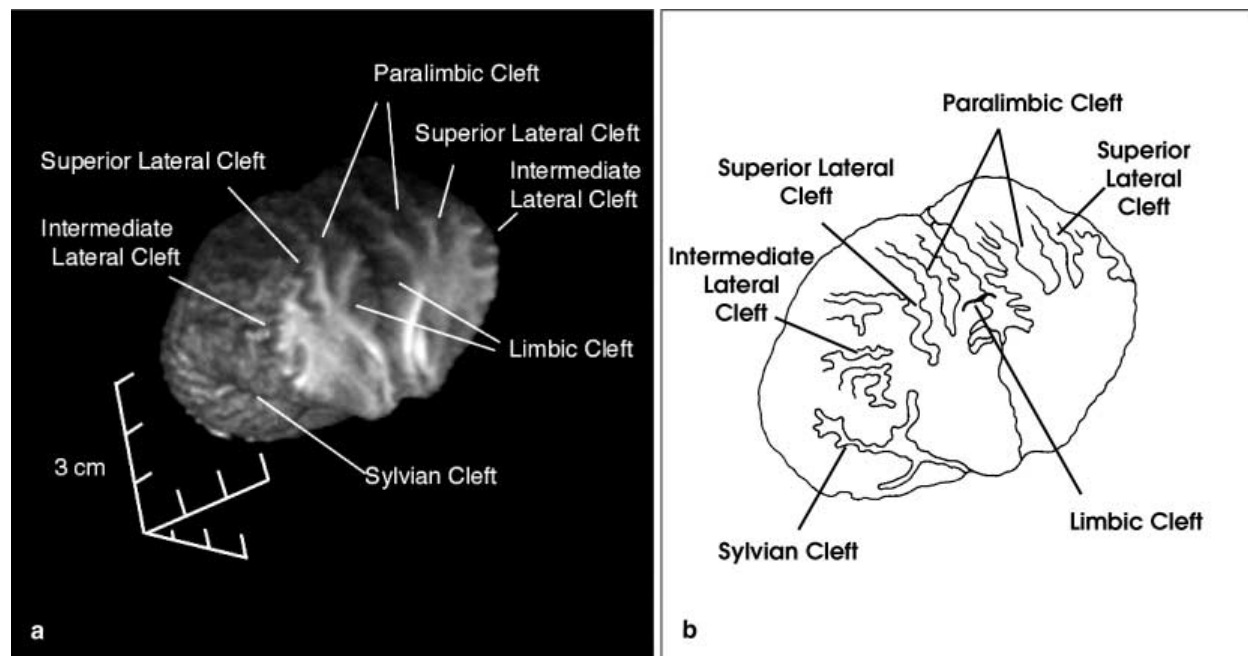 Paralimbic Cleft
Superior Lateral Cleft
Superior Lateral Cleft
Intermediate
Lateral Cleft
Intermediate
Lateral Cleft
Limbic Cleft
3 cm
Sylvian Cleft
a
Paralimbic Cleft
Superior
Lateral
Cleft
Superior Lateral
Cleft
Intermediate
Lateral
Cleft
Limbic Cleft
Sylvian Cleft
b